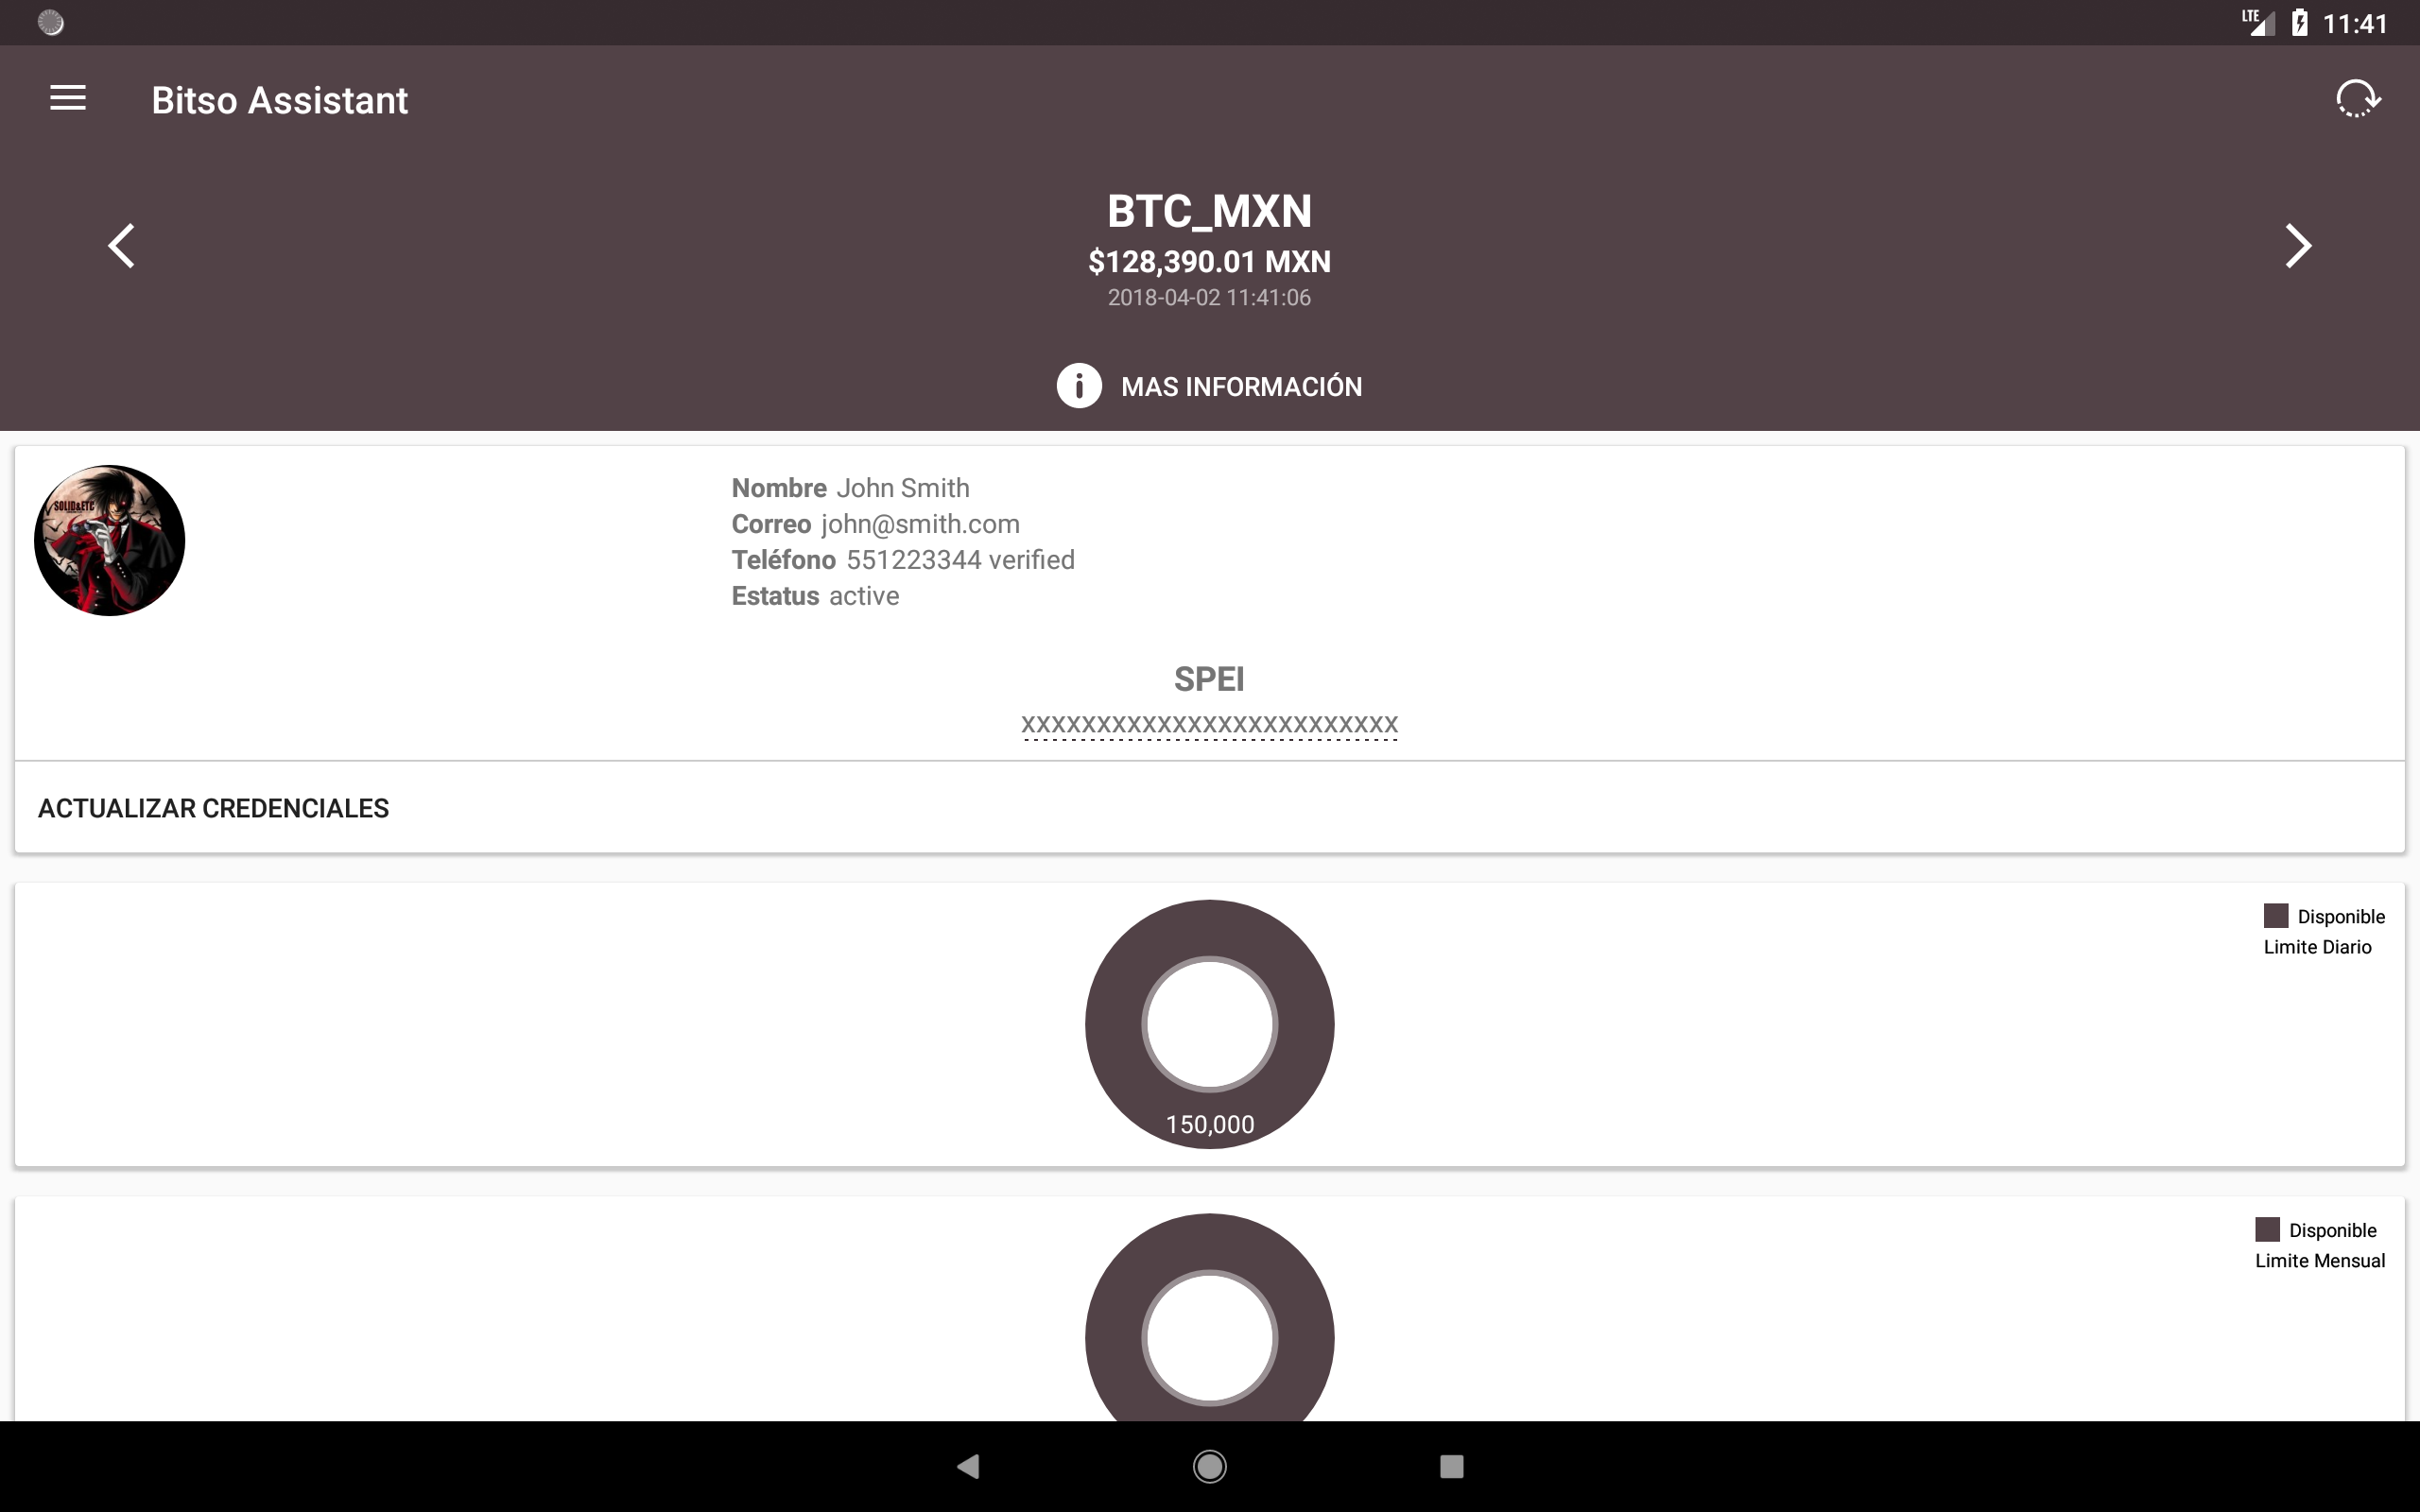 LTE 11:41
Bitso Assistant
BTC_MXN
$128,390.01 MXN
2018-04-02 11:41:06
MAS INFORMACIÓN
SOLID&ETC
Nombre John Smith
Correo john@smith.com
Teléfono 551223344 verified
Estatus active
SPEI
XXXXXXXXXXXXXXXXXXXXXXXXX
ACTUALIZAR CREDENCIALES
Disponible
Limite Diario
150,000
Disponible
Limite Mensual